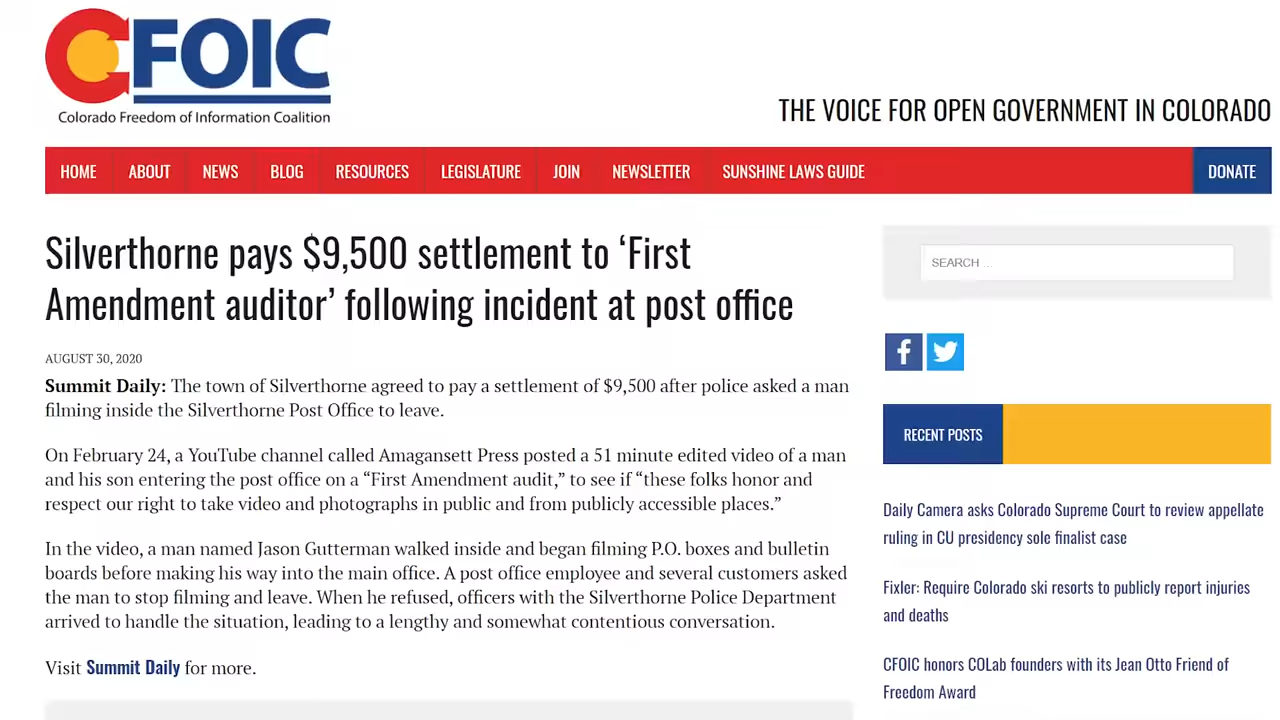 CFOIC
Colorado Freedom of Information Coalition
THE VOICE FOR OPEN GOVERNMENT IN COLORADO
HOME ABOUT NEWS BLOG RESOURCES LEGISLATURE JOIN NEWSLETTER SUNSHINE LAWS GUIDE DONATE
Silverthorne pays $9,500 settlement to ‘First
Amendment auditor’ following incident at post office
AUGUST 30, 2020
Summit Daily: The town of Silverthorne agreed to pay a settlement of $9,500 after police asked a man
filming inside the Silverthorne Post Office to leave.
On February 24, a YouTube channel called Amagansett Press posted a 51 minute edited video of a man
and his son entering the post office on a “First Amendment audit,” to see if “these folks honor and
respect our right to take video and photographs in public and from publicly accessible places.”
In the video, a man named Jason Gutterman walked inside and began filming P.O. boxes and bulletin
boards before making his way into the main office. A post office employee and several customers asked
the man to stop filming and leave. When he refused, officers with the Silverthorne Police Department
arrived to handle the situation, leading to a lengthy and somewhat contentious conversation.
Visit Summit Daily for more.
SEARCH …
RECENT POSTS
Daily Camera asks Colorado Supreme Court to review appellate
ruling in CU presidency sole finalist case
Fixler: Require Colorado ski resorts to publicly report injuries
and deaths
CFOIC honors COLab founders with its Jean Otto Friend of
Freedom Award